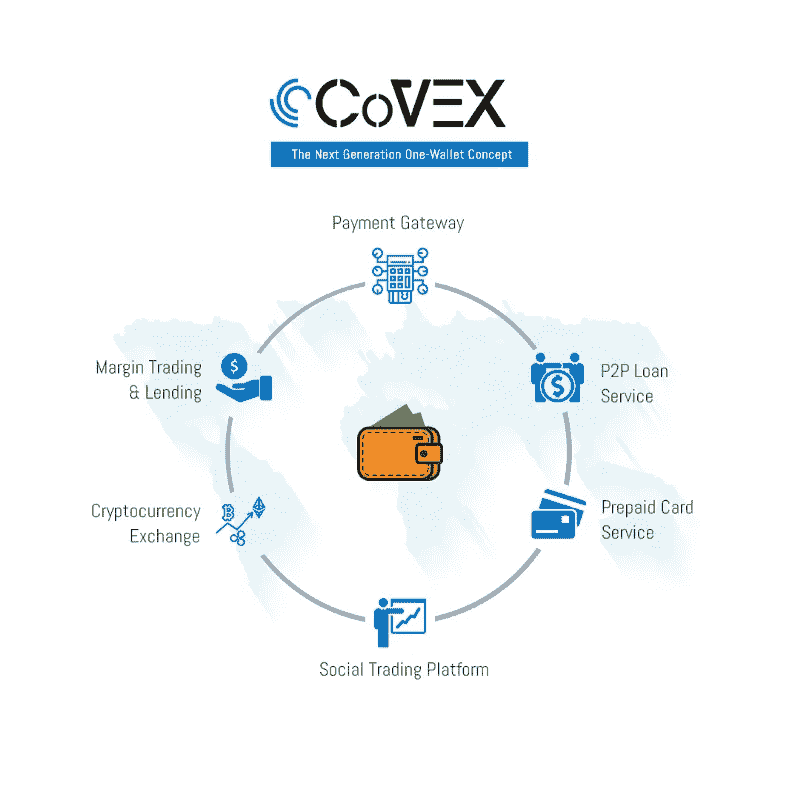 CoVEX
The Next Generation One-Wallet Concept
Payment Gateway
Margin Trading
& Lending
P2P Loan
Service
Cryptocurrency
Exchange
Prepaid Card
Service
Social Trading Platform